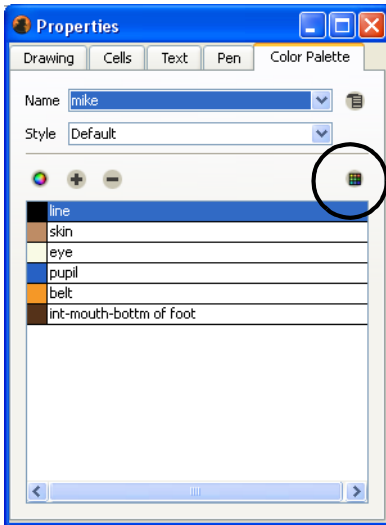 Properties
Drawing Cells Text Pen Color Palette
Name mike
Style Default
line
skin
eye
pupil
belt
int-mouth-bottm of foot